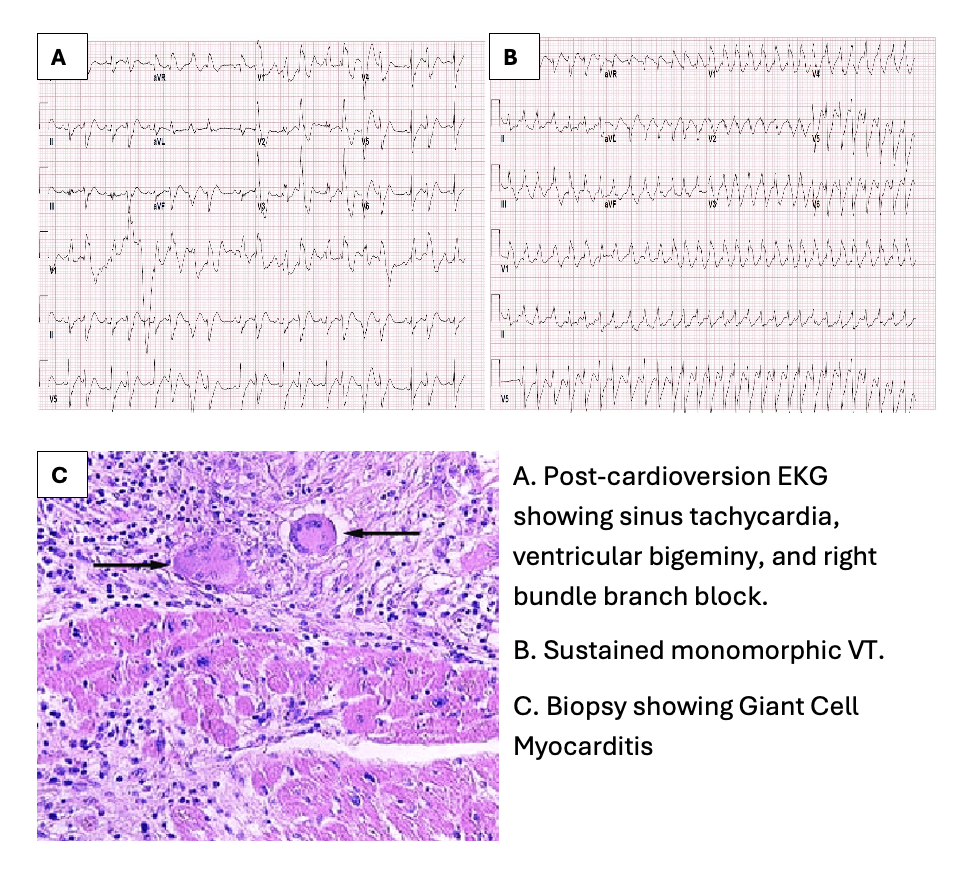 A
B
aVR
V1
V4
aVR
V1
V4
II
aVL
V2
V5
II
aVL
V2
V5
II
aVF
V3
V6
III
aVF
V3
V6
V1
V1
II
II
V5
V5
C
A. Post-cardioversion EKG
showing sinus tachycardia,
ventricular bigeminy, and right
bundle branch block.
B. Sustained monomorphic VT.
C. Biopsy showing Giant Cell
Myocarditis